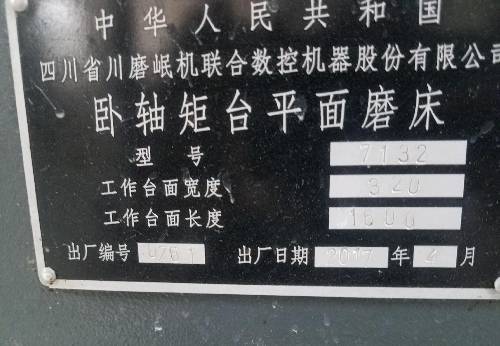 中华人民共和国
四川省川磨岷机联合数控机器股份有限公司
卧轴矩台平面磨床
型 号 7132
工作台面宽度 320
工作台面长度 1600
出厂编号 0761 出厂日期 2017 年 4 月